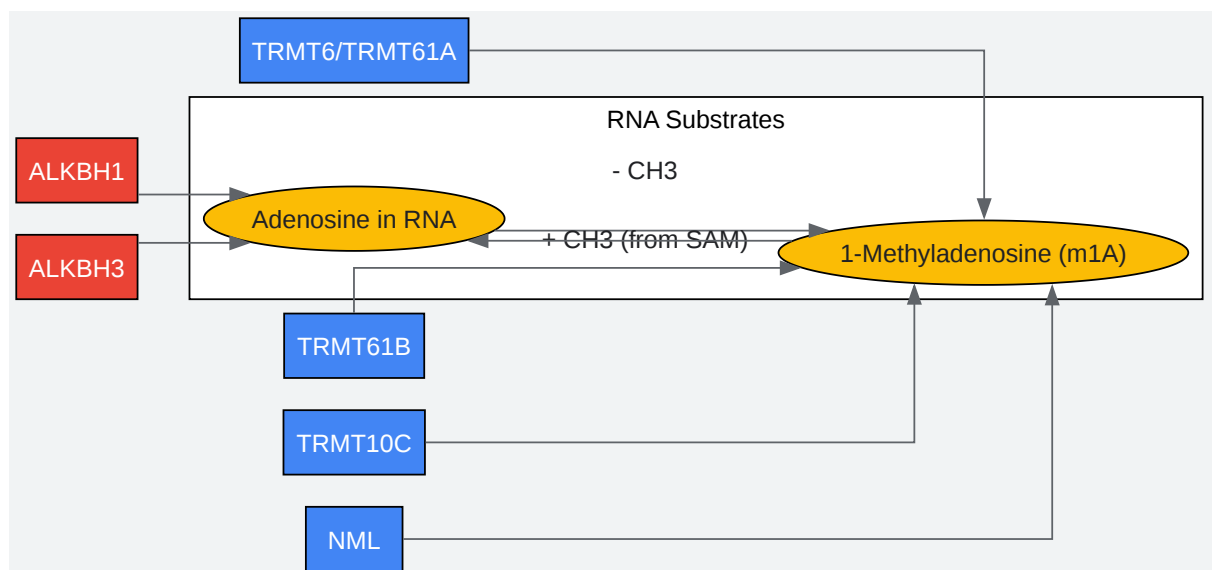 TRMT6/TRMT61A
RNA Substrates
- CH3
ALKBH1
Adenosine in RNA
+ CH3 (from SAM)
1-Methyladenosine (m1A)
ALKBH3
TRMT61B
TRMT10C
NML